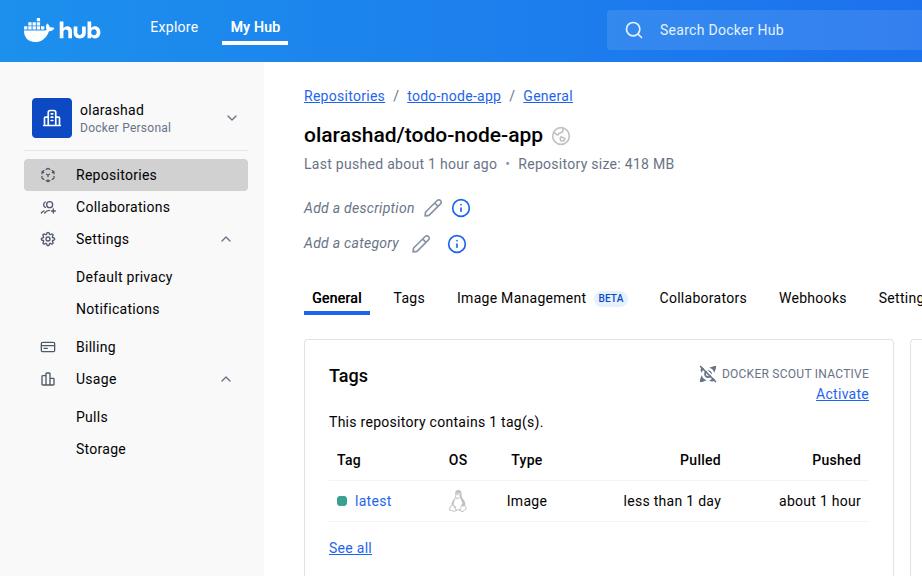 hub Explore My Hub Search Docker Hub
olarashad
Docker Personal
Repositories
Collaborations
Settings
Default privacy
Notifications
Billing
Usage
Pulls
Storage
Repositories / todo-node-app / General
olarashad/todo-node-app
Last pushed about 1 hour ago • Repository size: 418 MB
Add a description
Add a category
General Tags Image Management BETA Collaborators Webhooks Setting
Tags
DOCKER SCOUT INACTIVE
Activate
This repository contains 1 tag(s).
Tag OS Type Pulled Pushed
latest Image less than 1 day about 1 hour
See all